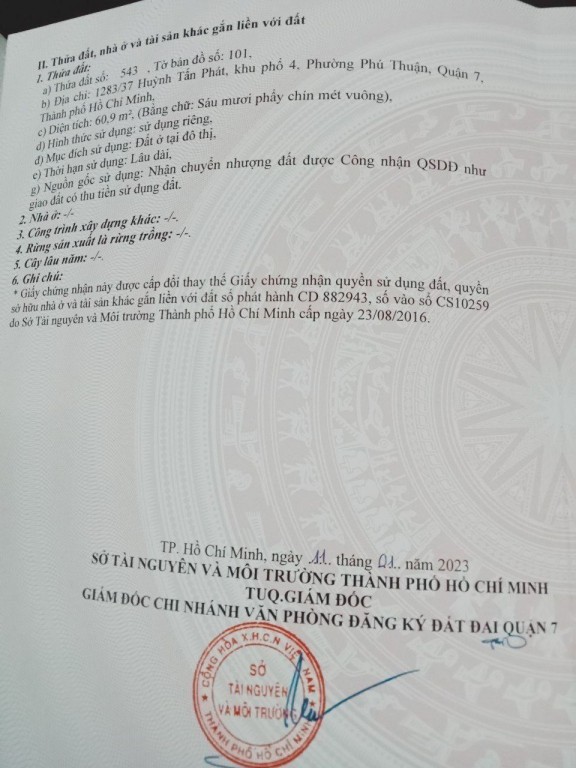 II. Thửa đất, nhà ở và tài sản khác gắn liền với đất
1. Thửa đất:
a) Thửa đất số: 543 , Tờ bản đồ số: 101.
b) Địa chỉ: 1283/37 Huỳnh Tấn Phát, khu phố 4, Phường Phú Thuận, Quận 7,
Thành phố Hồ Chí Minh.
c) Diện tích: 60,9 m². (Bằng chữ: Sáu mươi phẩy chín mét vuông).
d) Hình thức sử dụng: sử dụng riêng.
đ) Mục đích sử dụng: Đất ở tại đô thị.
e) Thời hạn sử dụng: Lâu dài.
g) Nguồn gốc sử dụng: Nhận chuyển nhượng đất được Công nhận QSDĐ như
giao đất có thu tiền sử dụng đất.
2. Nhà ở: -/-
3. Công trình xây dựng khác: -/-.
4. Rừng sản xuất là rừng trồng: -/-.
5. Cây lâu năm: -/-.
6. Ghi chú:
* Giấy chứng nhận này được cấp đổi thay thế Giấy chứng nhận quyền sử dụng đất, quyền
sở hữu nhà ở và tài sản khác gắn liền với đất số phát hành CD 882943, số vào sổ CS10259
do Sở Tài nguyên và Môi trường Thành phố Hồ Chí Minh cấp ngày 23/08/2016.
TP. Hồ Chí Minh, ngày 11. tháng 01. năm 2023
SỞ TÀI NGUYÊN VÀ MÔI TRƯỜNG THÀNH PHỐ HỒ CHÍ MINH
TUQ.GIÁM ĐỐC
GIÁM ĐỐC CHI NHÁNH VĂN PHÒNG ĐĂNG KÝ ĐẤT ĐAI QUẬN 7
CỘNG HÒA X.H.C.N VIỆT NAM
SỞ
TÀI NGUYÊN
VÀ MÔI TRƯỜNG
THÀNH PHỐ HỒ CHÍ MINH